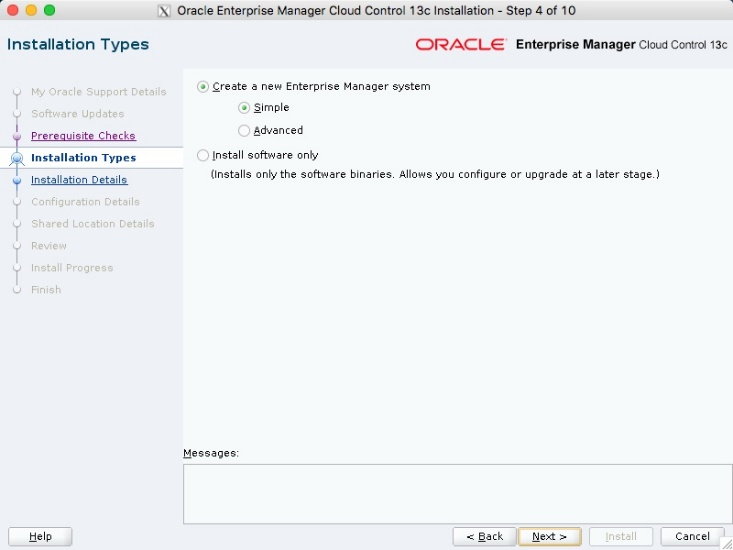 Oracle Enterprise Manager Cloud Control 13c Installation - Step 4 of 10
Installation Types
ORACLE Enterprise Manager Cloud Control 13c
My Oracle Support Details
Software Updates
Prerequisite Checks
Installation Types
Installation Details
Configuration Details
Shared Location Details
Review
Install Progress
Finish
Create a new Enterprise Manager system
Simple
Advanced
Install software only
(Installs only the software binaries. Allows you configure or upgrade at a later stage.)
Messages:
Help
< Back
Next >
Install
Cancel